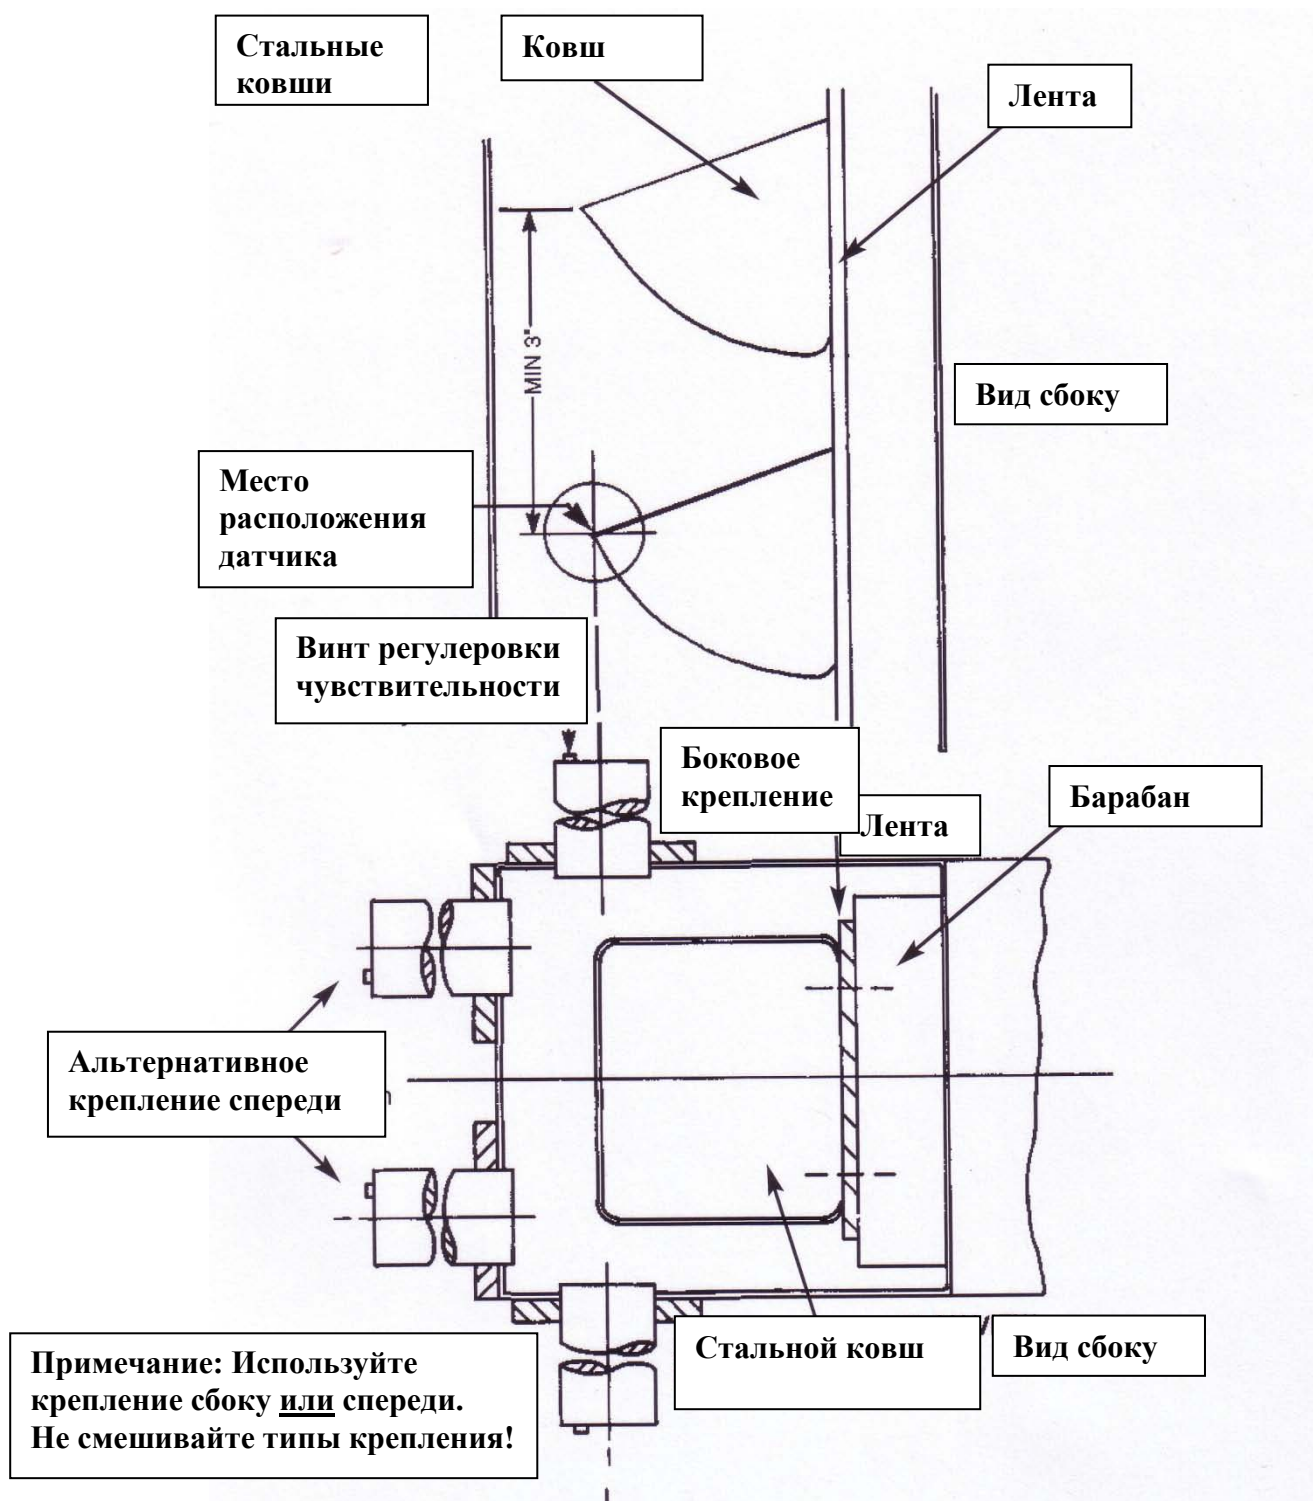 Стальные
ковши
Ковш
Лента
MIN 3"
Вид сбоку
Место
расположения
датчика
Винт регулеровки
чувствительности
Боковое
крепление
Лента
Барабан
Альтернативное
крепление спереди
Стальной ковш
Вид сбоку
Примечание: Используйте
крепление сбоку или спереди.
Не смешивайте типы крепления!